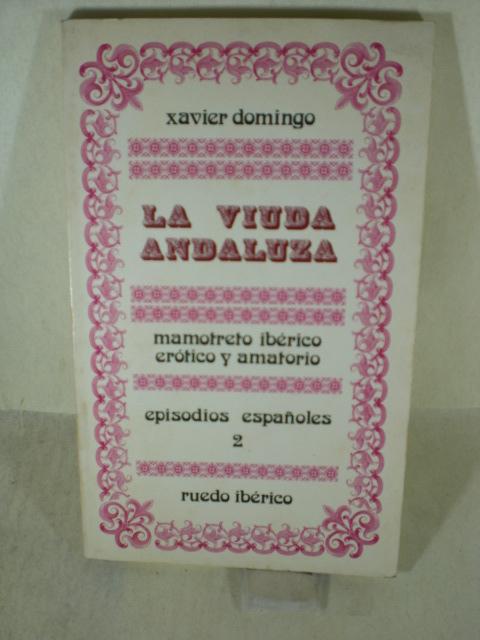 xavier domingo
LA VIUDA
ANDALUZA
mamotreto ibérico
erótico y amatorio
episodios españoles
2
ruedo ibérico